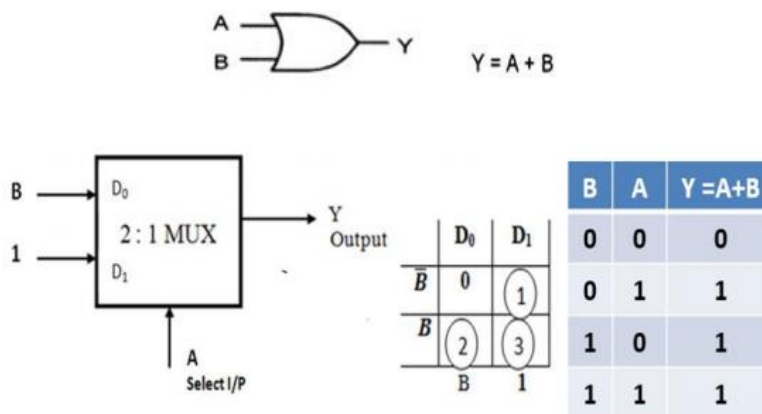 A
B
Y
Y = A + B
B
D₀
2 : 1 MUX
1
D₁
Y
Output
A
Select I/P
D₀ D₁
B̅ 0 1
B 2 3
B 1
B A Y =A+B
0 0 0
0 1 1
1 0 1
1 1 1